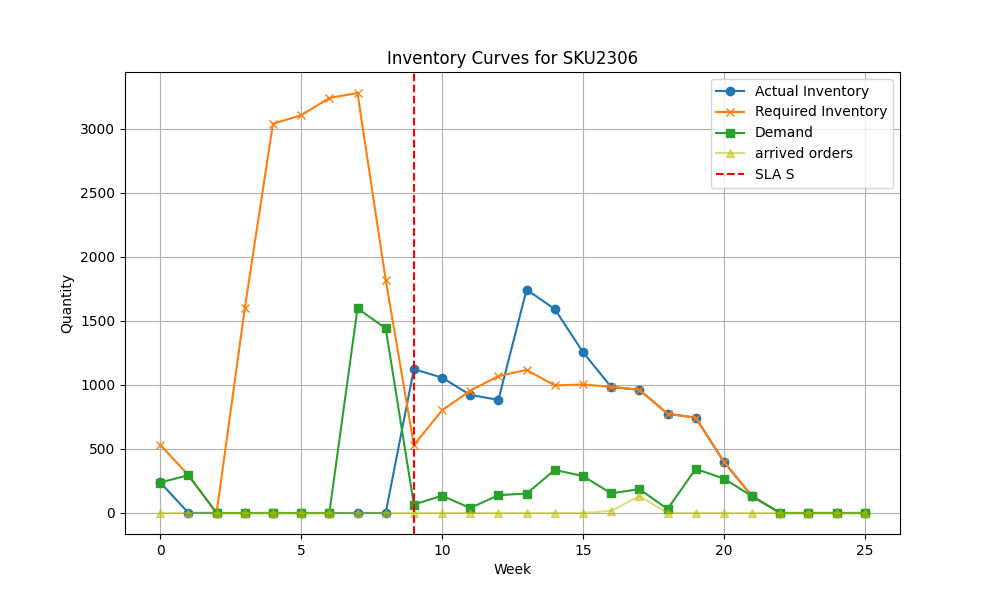 Inventory Curves for SKU2306
Actual Inventory
Required Inventory
Demand
arrived orders
SLA S
3000
2500
2000
1500
1000
500
0
Quantity
0 5 10 15 20 25
Week